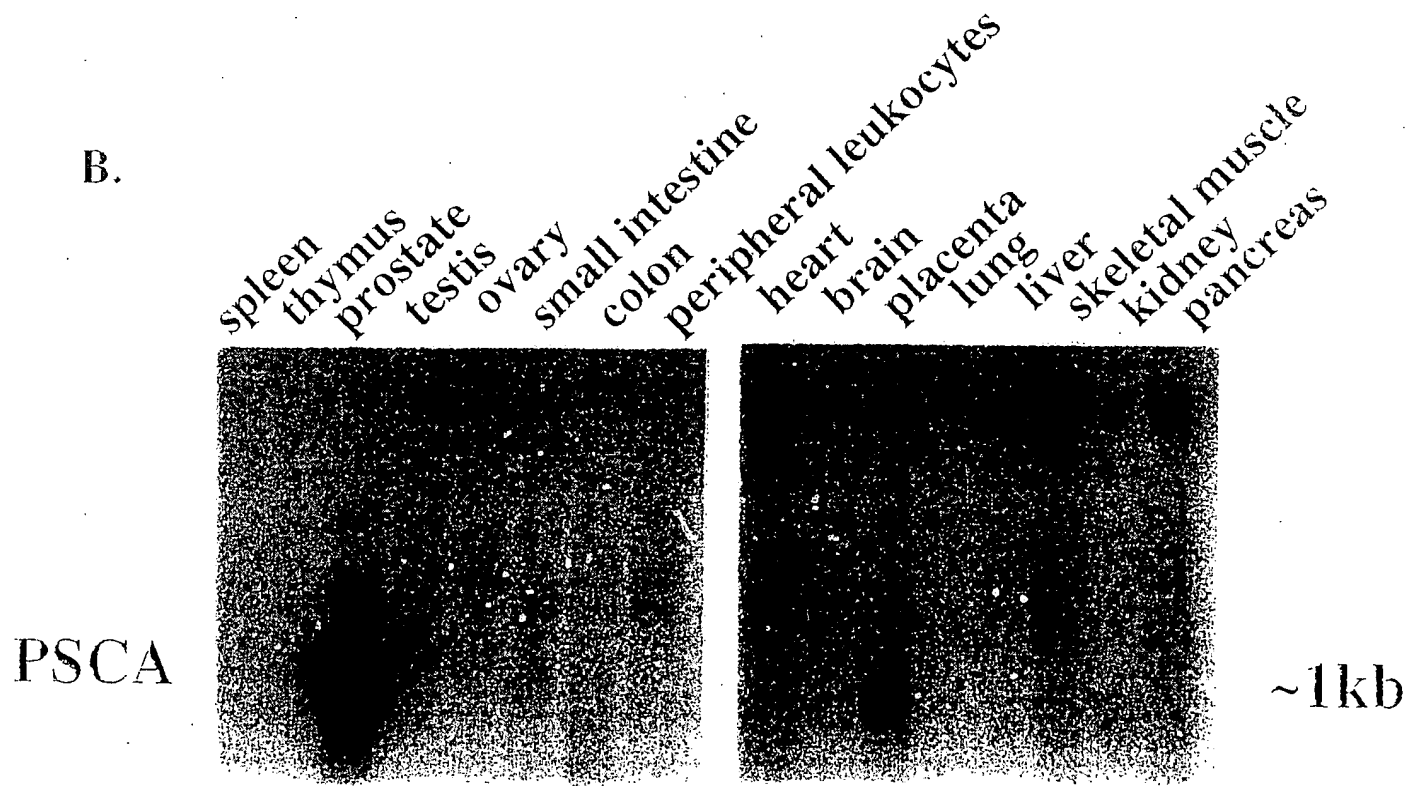 B.
spleen
thymus
prostate
testis
ovary
small intestine
colon
peripheral leukocytes
heart
brain
placenta
lung
liver
skeletal muscle
kidney
pancreas
PSCA
~1kb